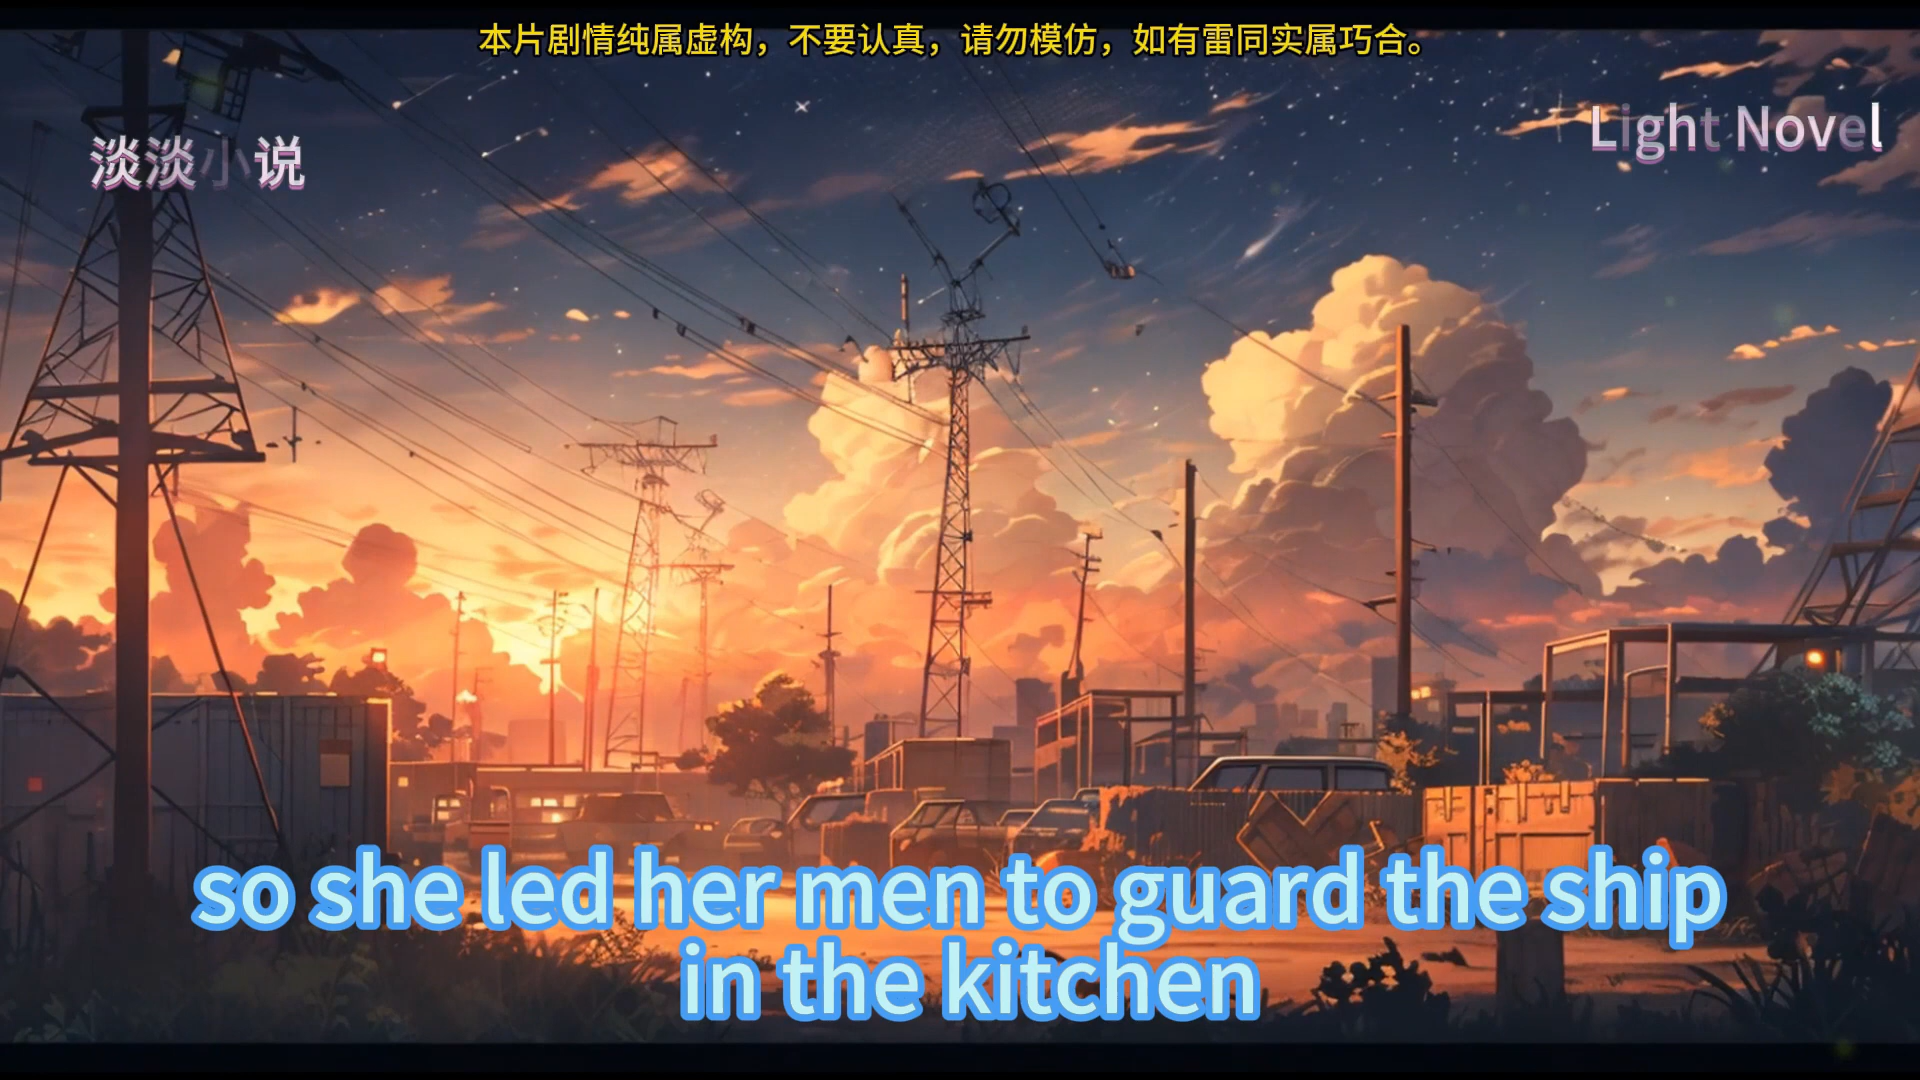 本片剧情纯属虚构，不要认真，请勿模仿，如有雷同实属巧合。
淡淡小说
Light Novel
so she led her men to guard the ship
in the kitchen